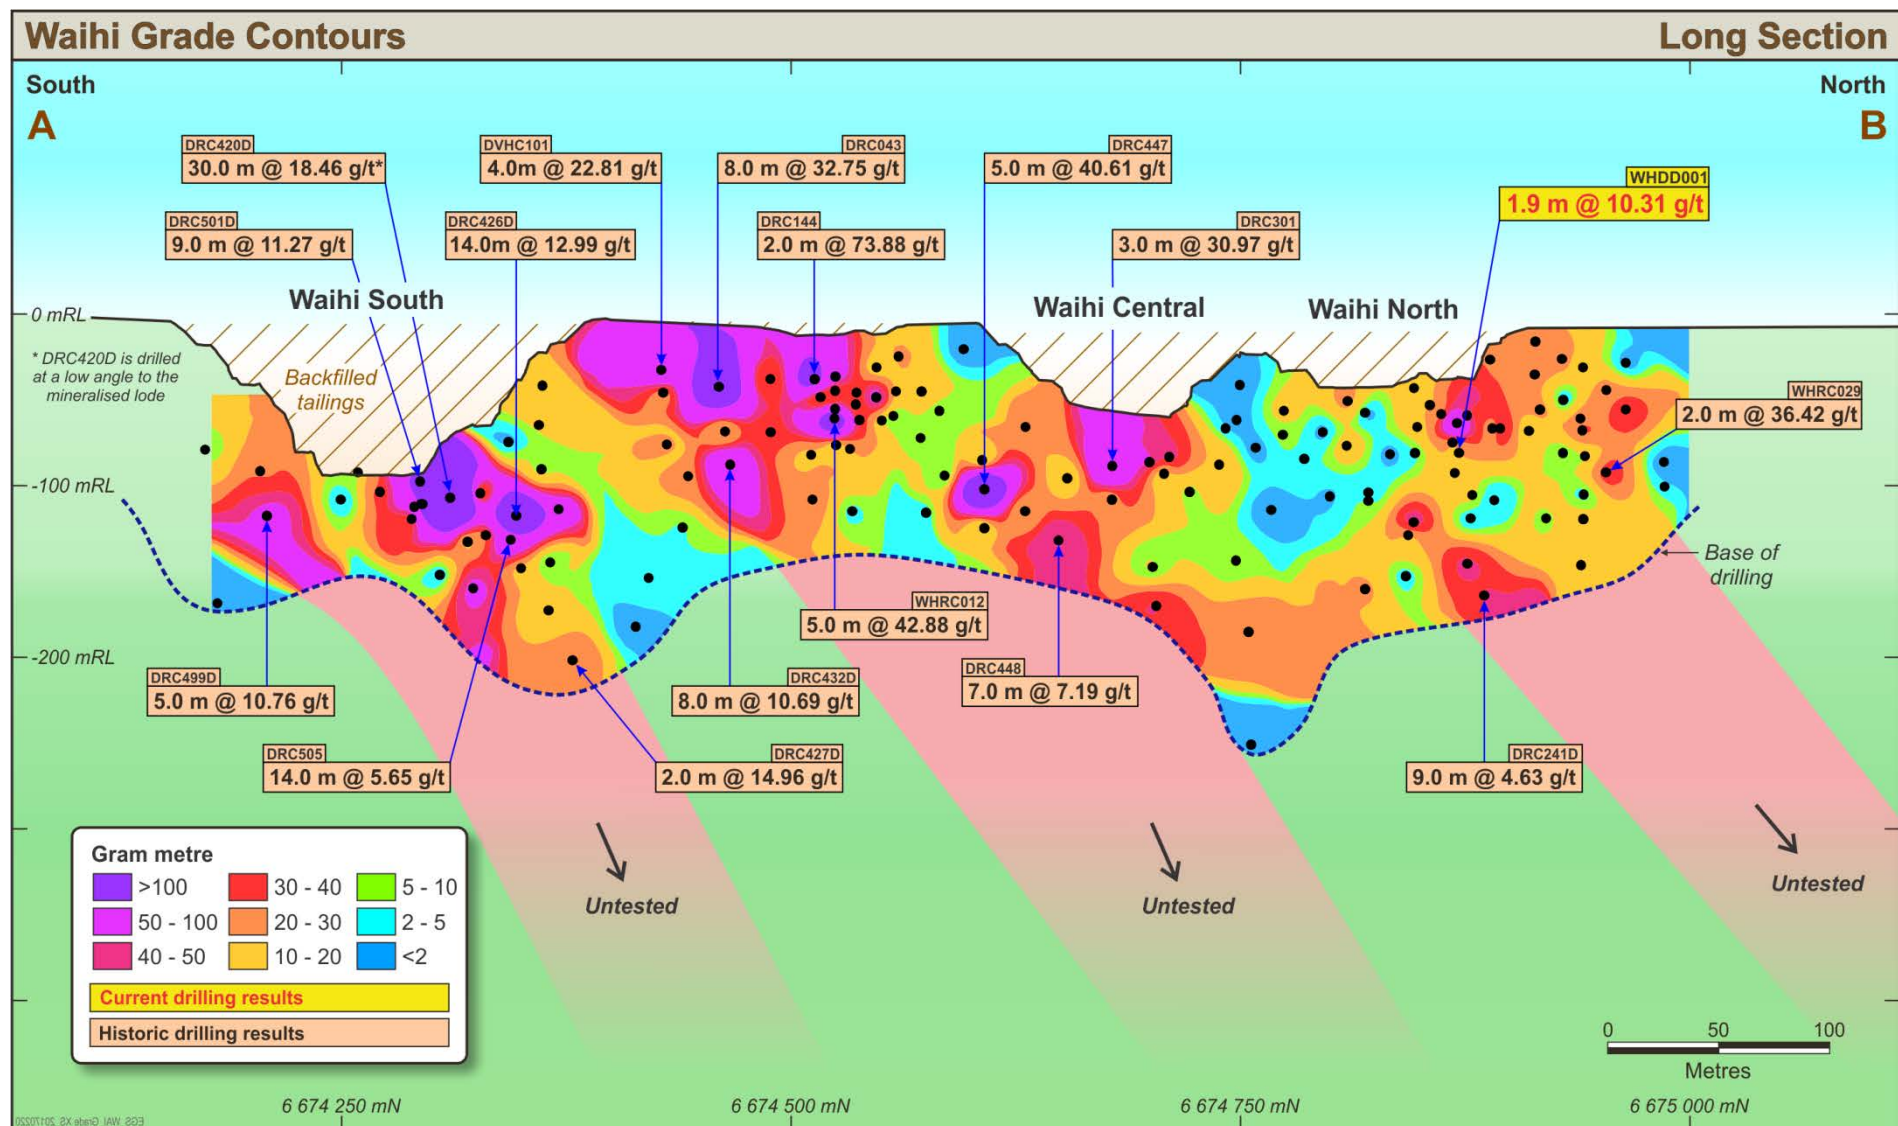 Waihi Grade Contours
Long Section
South
North
A
B
DRC420D
30.0 m @ 18.46 g/t*
DVHC101
4.0m @ 22.81 g/t
DRC043
8.0 m @ 32.75 g/t
DRC447
5.0 m @ 40.61 g/t
WHDD001
1.9 m @ 10.31 g/t
DRC501D
9.0 m @ 11.27 g/t
DRC426D
14.0m @ 12.99 g/t
DRC144
2.0 m @ 73.88 g/t
DRC301
3.0 m @ 30.97 g/t
Waihi South
Waihi Central
Waihi North
0 mRL
* DRC420D is drilled
at a low angle to the
mineralised lode
Backfilled
tailings
WHRC029
2.0 m @ 36.42 g/t
-100 mRL
Base of
drilling
WHRC012
5.0 m @ 42.88 g/t
-200 mRL
DRC499D
5.0 m @ 10.76 g/t
DRC432D
8.0 m @ 10.69 g/t
DRC448
7.0 m @ 7.19 g/t
DRC505
14.0 m @ 5.65 g/t
DRC427D
2.0 m @ 14.96 g/t
DRC241D
9.0 m @ 4.63 g/t
Gram metre
>100
30 - 40
5 - 10
50 - 100
20 - 30
2 - 5
40 - 50
10 - 20
<2
Current drilling results
Historic drilling results
Untested
Untested
Untested
0 50 100
Metres
6 674 250 mN
6 674 500 mN
6 674 750 mN
6 675 000 mN
EGS_WAI_Grade XS_20170220